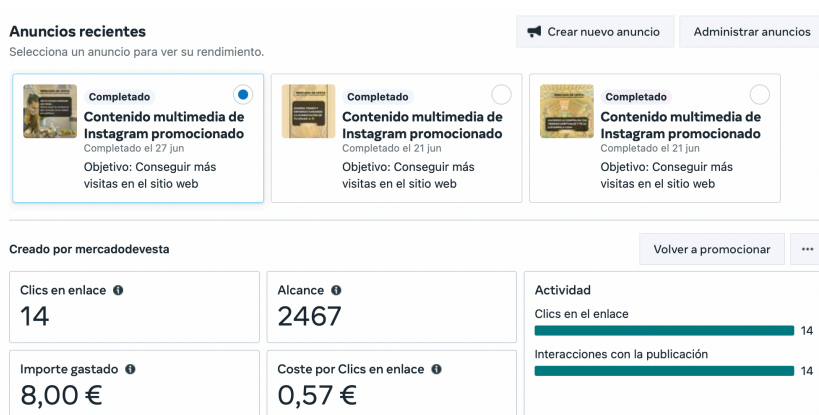 Anuncios recientes
Selecciona un anuncio para ver su rendimiento.
Crear nuevo anuncio
Administrar anuncios
Completado
Contenido multimedia de
Instagram promocionado
Completado el 27 jun
Objetivo: Conseguir más
visitas en el sitio web
Completado
Contenido multimedia de
Instagram promocionado
Completado el 21 jun
Objetivo: Conseguir más
visitas en el sitio web
Completado
Contenido multimedia de
Instagram promocionado
Completado el 21 jun
Objetivo: Conseguir más
visitas en el sitio web
Creado por mercadodevesta
Volver a promocionar
...
Clics en enlace
14
Alcance
2467
Importe gastado
8,00 €
Coste por Clics en enlace
0,57 €
Actividad
Clics en el enlace
14
Interacciones con la publicación
14